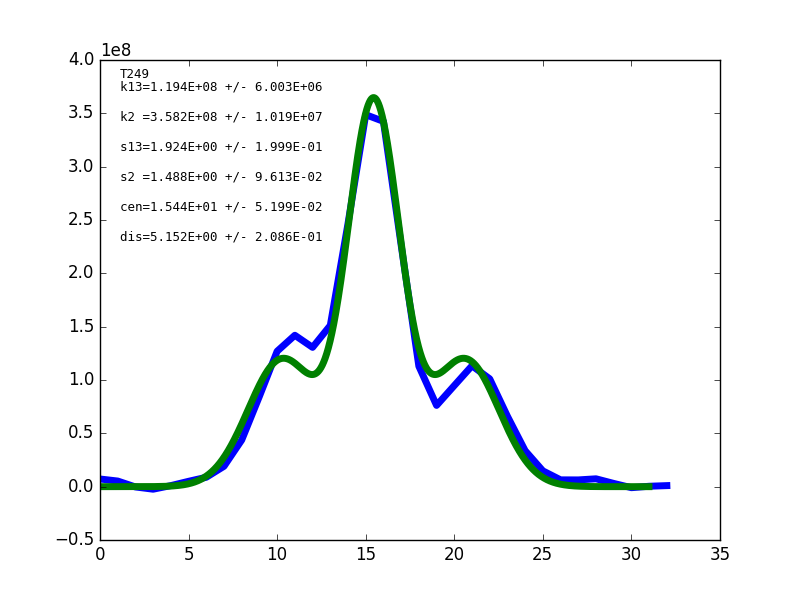 1e8
4.0
3.5
3.0
2.5
2.0
1.5
1.0
0.5
0.0
−0.5
T249
k13=1.194E+08 +/- 6.003E+06
k2 =3.582E+08 +/- 1.019E+07
s13=1.924E+00 +/- 1.999E-01
s2 =1.488E+00 +/- 9.613E-02
cen=1.544E+01 +/- 5.199E-02
dis=5.152E+00 +/- 2.086E-01
0 5 10 15 20 25 30 35